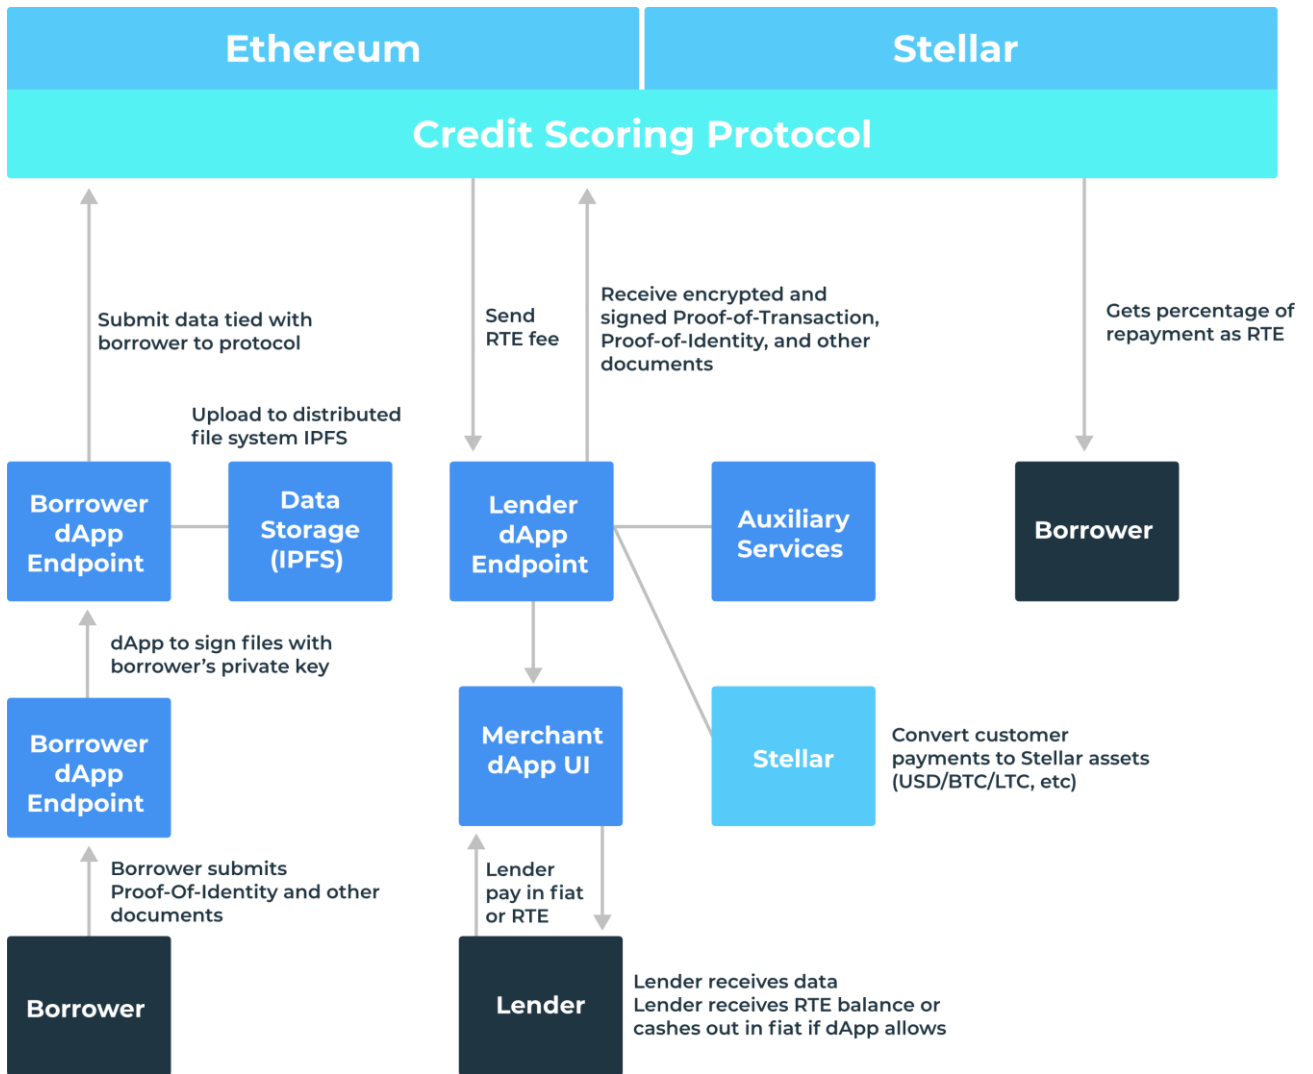 Ethereum
Stellar
Credit Scoring Protocol
Submit data tied with
borrower to protocol
Send
RTE fee
Receive encrypted and
signed Proof-of-Transaction,
Proof-of-Identity, and other
documents
Gets percentage of
repayment as RTE
Upload to distributed
file system IPFS
Borrower
dApp
Endpoint
Data
Storage
(IPFS)
Lender
dApp
Endpoint
Auxiliary
Services
Borrower
dApp to sign files with
borrower’s private key
Borrower
dApp
Endpoint
Merchant
dApp UI
Stellar
Convert customer
payments to Stellar assets
(USD/BTC/LTC, etc)
Borrower submits
Proof-Of-Identity and other
documents
Lender
pay in fiat
or RTE
Borrower
Lender
Lender receives data
Lender receives RTE balance or
cashes out in fiat if dApp allows